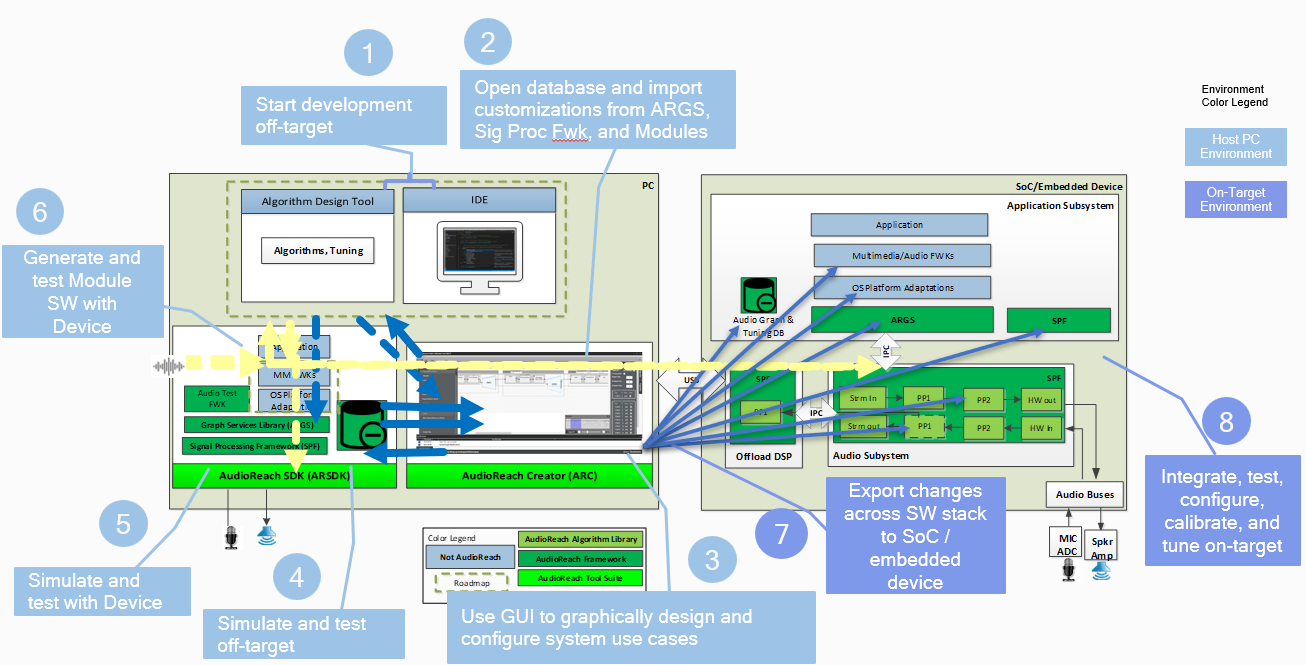 1
2
Start development
off-target
Open database and import
customizations from ARGS,
Sig Proc Fwk, and Modules
Environment
Color Legend
Host PC
Environment
On-Target
Environment
PC
Algorithm Design Tool
IDE
Algorithms, Tuning
6
Generate and
test Module
SW with
Device
SoC/Embedded Device
Application Subsystem
Application
Multimedia/Audio FWKs
OS Platform Adaptations
Audio Graph &
Tuning DB
ARGS
SPF
IPC
Application
MM FWKs
OS Platform
Audio Test
FWK
Graph Services Library (ARGS)
Signal Processing Framework (SPF)
AudioReach SDK (ARSDK)
AudioReach Creator (ARC)
USB
SPF
PP1
Offload DSP
IPC
SPF
Strm In
PP1
PP2
HW out
Strm out
PP1
PP2
HW In
Audio Subsystem
Audio Buses
MIC
ADC
Spkr
Amp
8
Integrate, test,
configure,
calibrate, and
tune on-target
7
Export changes
across SW stack
to SoC /
embedded
device
Color Legend
Not AudioReach
Roadmap
AudioReach Algorithm Library
AudioReach Framework
AudioReach Tool Suite
5
Simulate and
test with Device
4
Simulate and test
off-target
3
Use GUI to graphically design and
configure system use cases